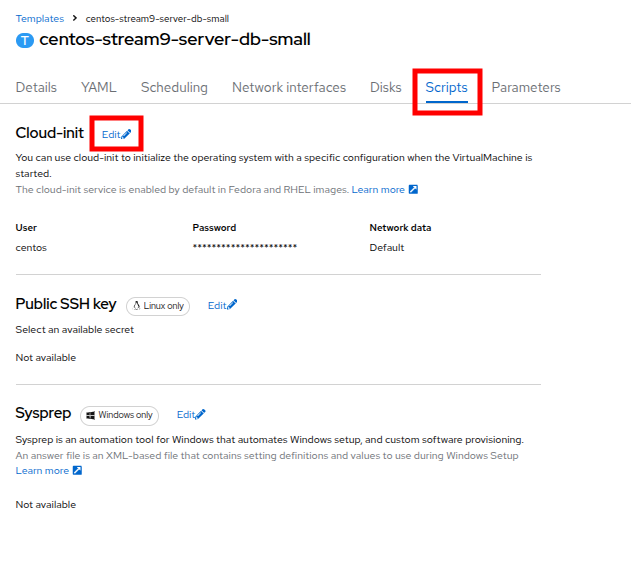 Templates > centos-stream9-server-db-small
T centos-stream9-server-db-small
Details YAML Scheduling Network interfaces Disks Scripts Parameters
Cloud-init Edit
You can use cloud-init to initialize the operating system with a specific configuration when the VirtualMachine is
started.
The cloud-init service is enabled by default in Fedora and RHEL images. Learn more
User Password Network data
centos ********************** Default
Public SSH key Linux only Edit
Select an available secret
Not available
Sysprep Windows only Edit
Sysprep is an automation tool for Windows that automates Windows setup, and custom software provisioning.
An answer file is an XML-based file that contains setting definitions and values to use during Windows Setup
Learn more
Not available